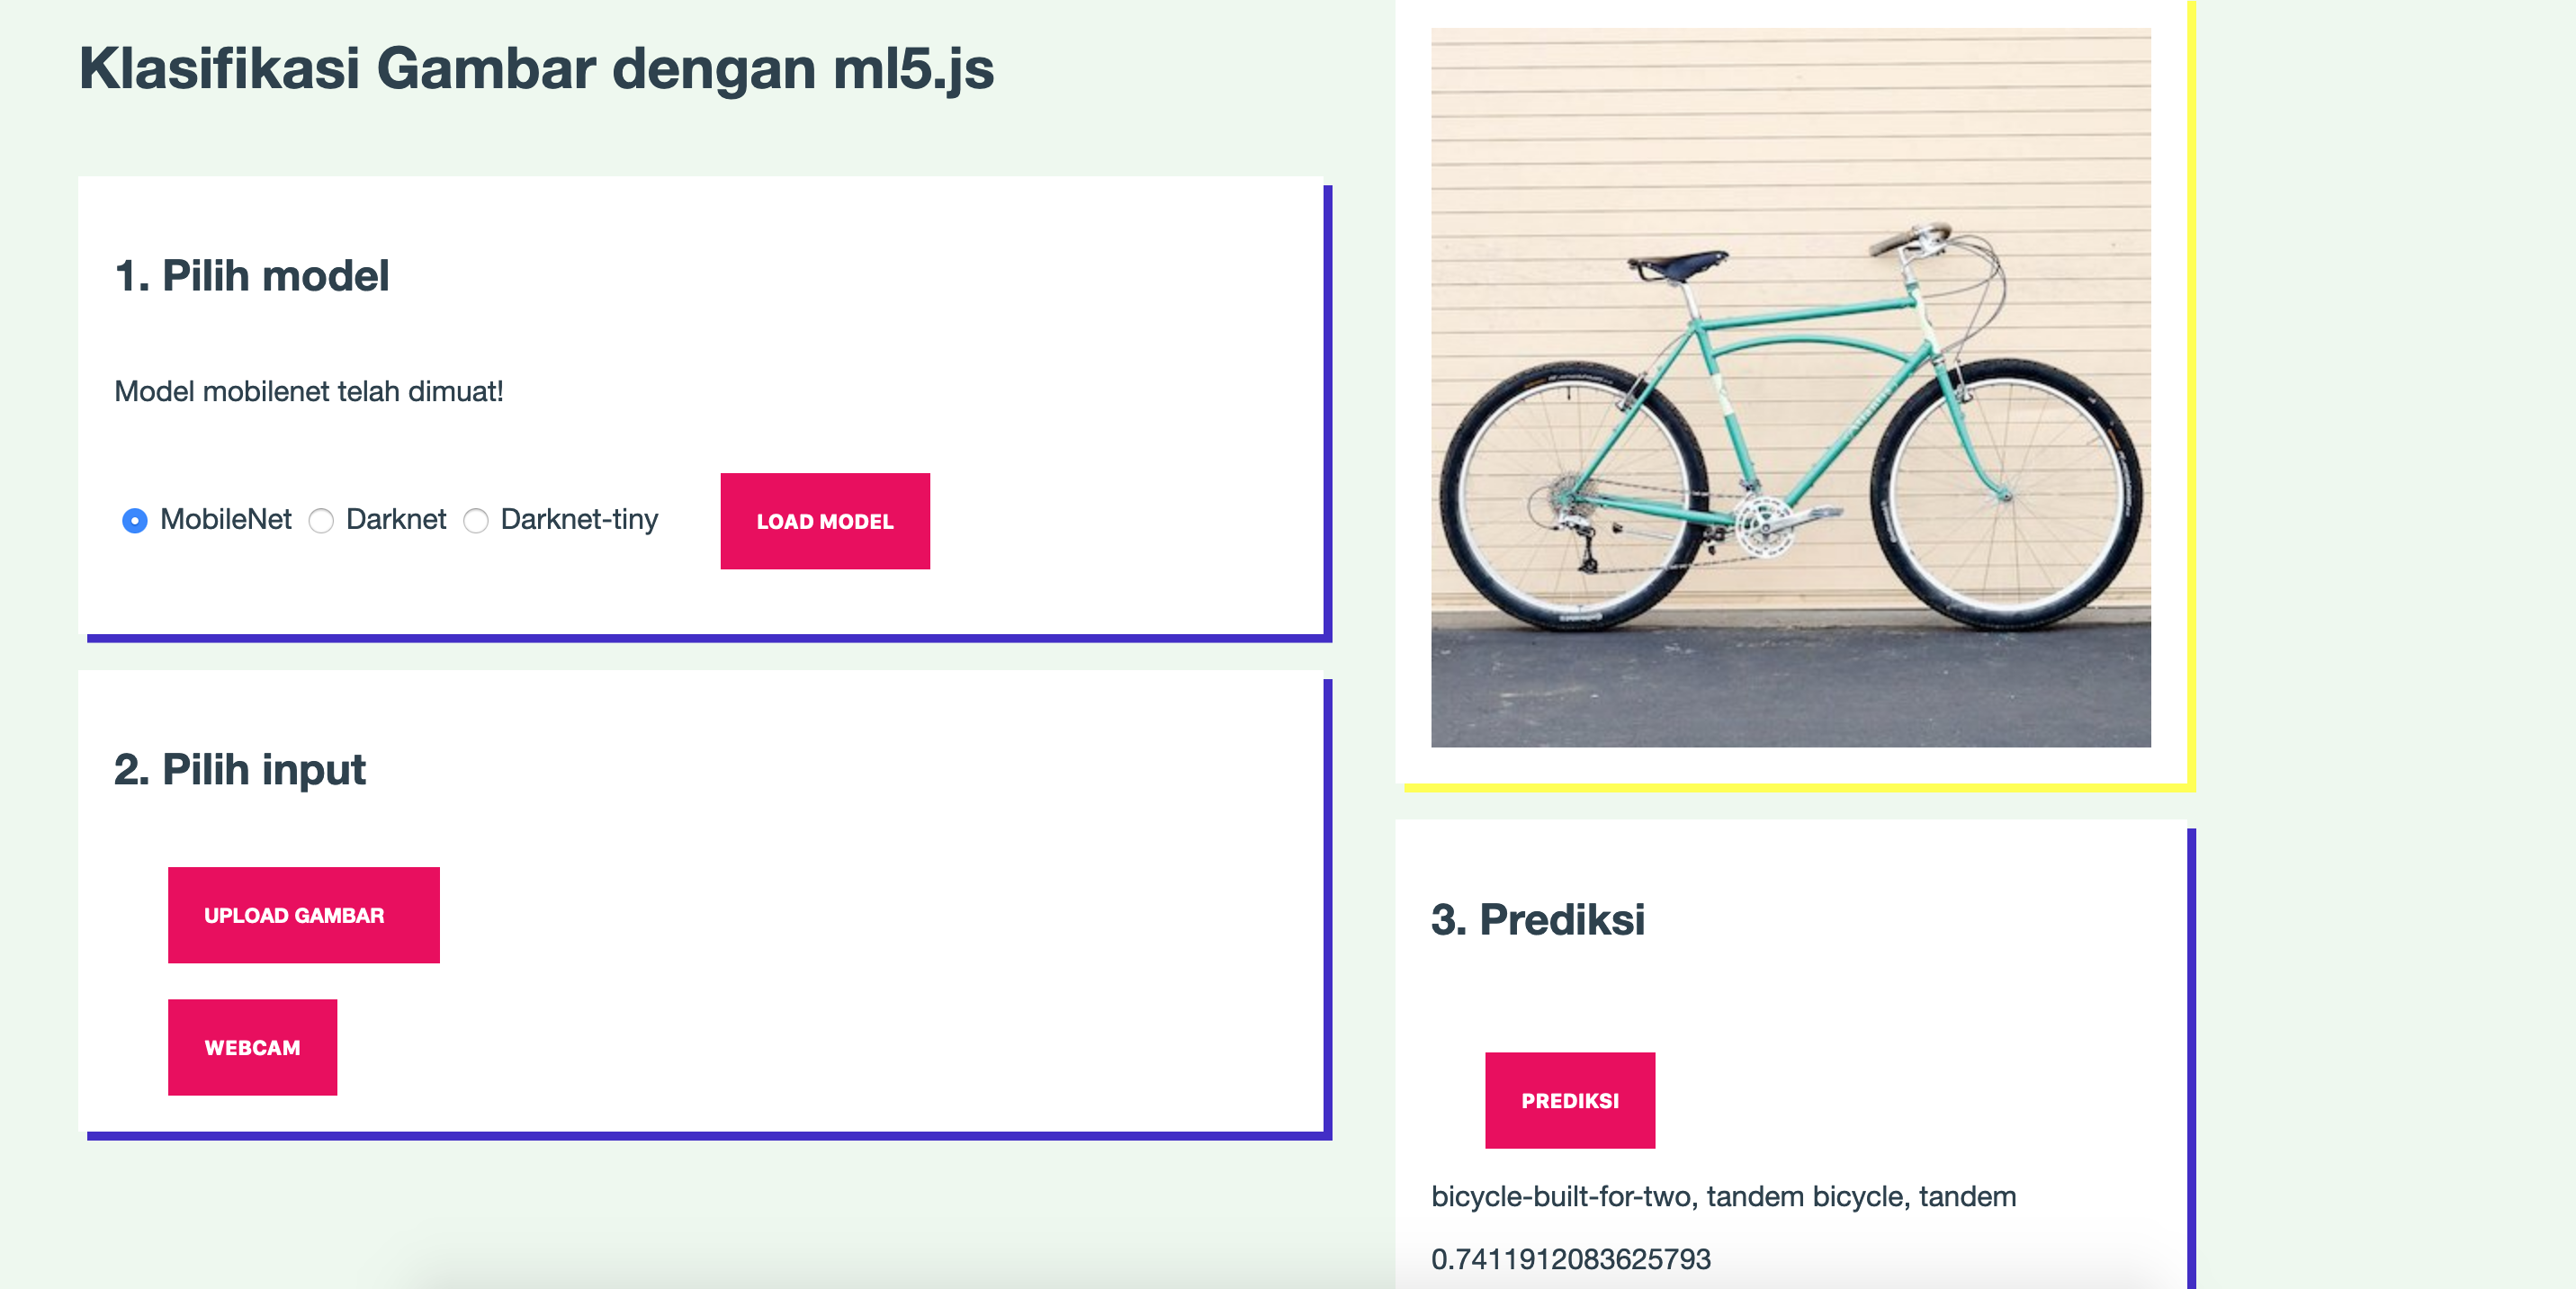 Klasifikasi Gambar dengan ml5.js
1. Pilih model
Model mobilenet telah dimuat!
MobileNet Darknet Darknet-tiny LOAD MODEL
2. Pilih input
UPLOAD GAMBAR
WEBCAM
3. Prediksi
PREDIKSI
bicycle-built-for-two, tandem bicycle, tandem
0.7411912083625793